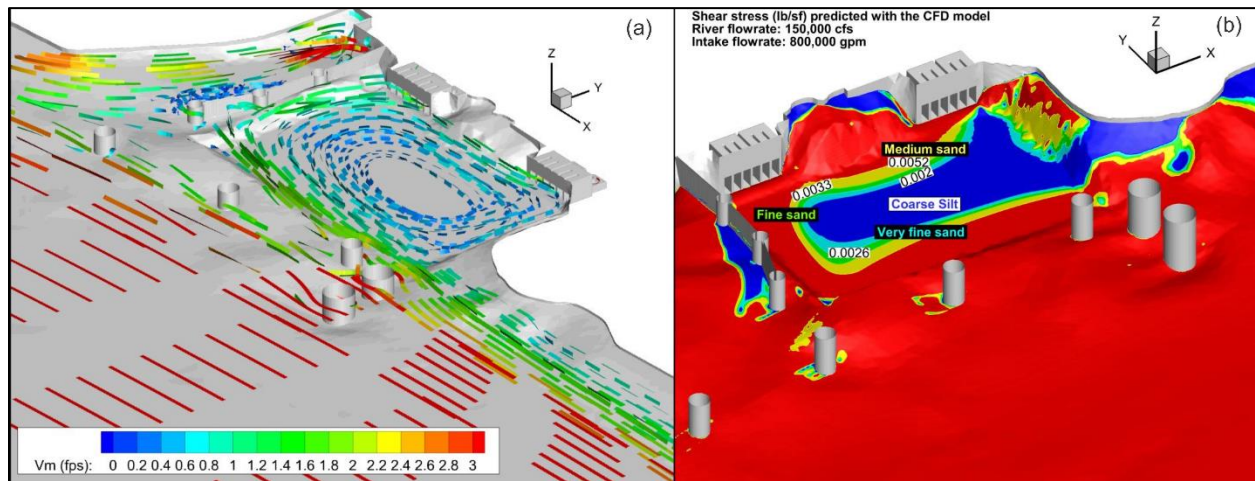 (a)
Z
Y
X
Vm (fps): 0 0.2 0.4 0.6 0.8 1 1.2 1.4 1.6 1.8 2 2.2 2.4 2.6 2.8 3
Shear stress (lb/sf) predicted with the CFD model
River flowrate: 150,000 cfs
Intake flowrate: 800,000 gpm
(b)
Z
Y
X
Medium sand
0.0052
0.002
0.0033
Coarse Silt
Fine sand
Very fine sand
0.0026